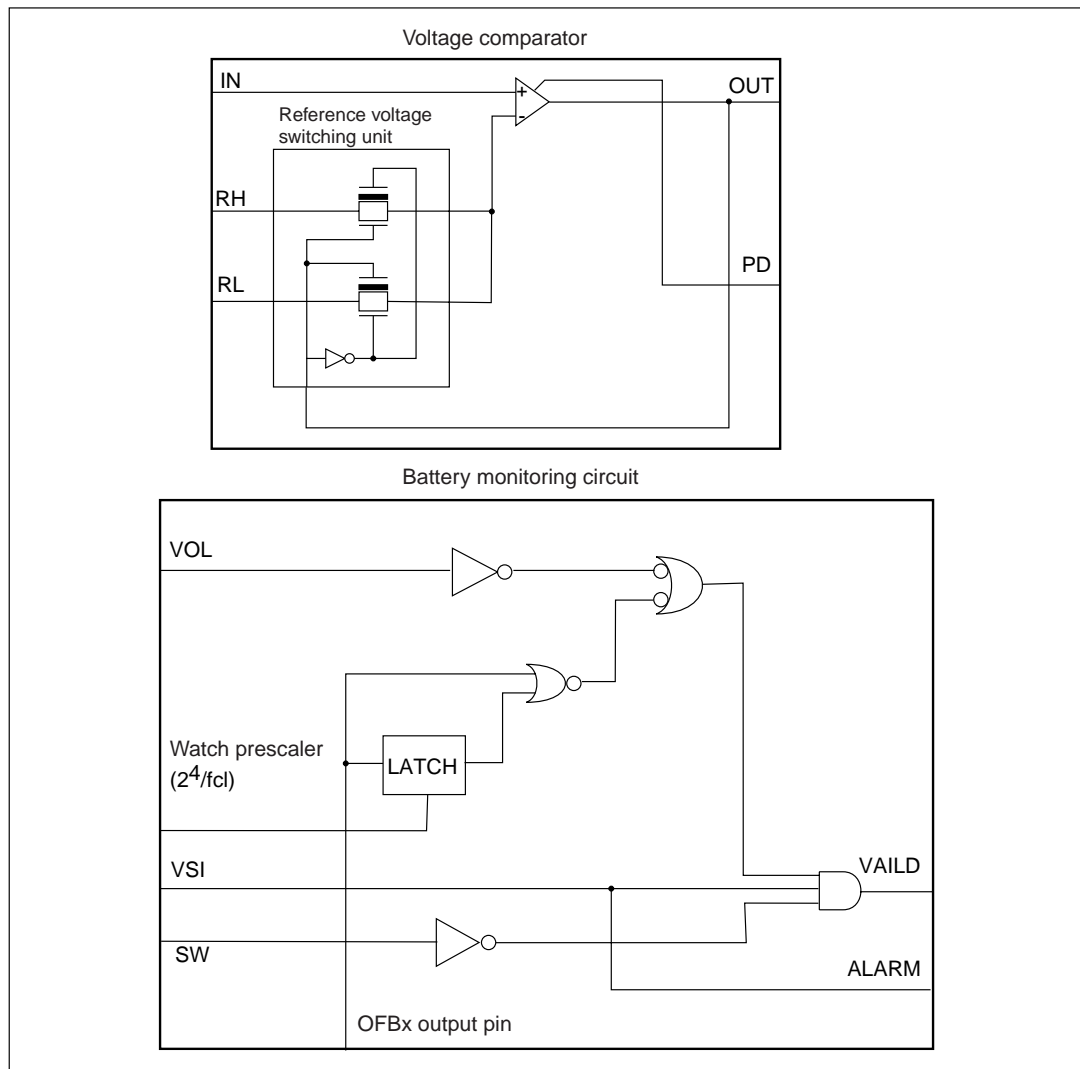 Voltage comparator
IN
OUT
Reference voltage
switching unit
+
-
RH
PD
RL
Battery monitoring circuit
VOL
Watch prescaler
(2⁴/fcl)
LATCH
VSI
VAILD
SW
ALARM
OFBx output pin